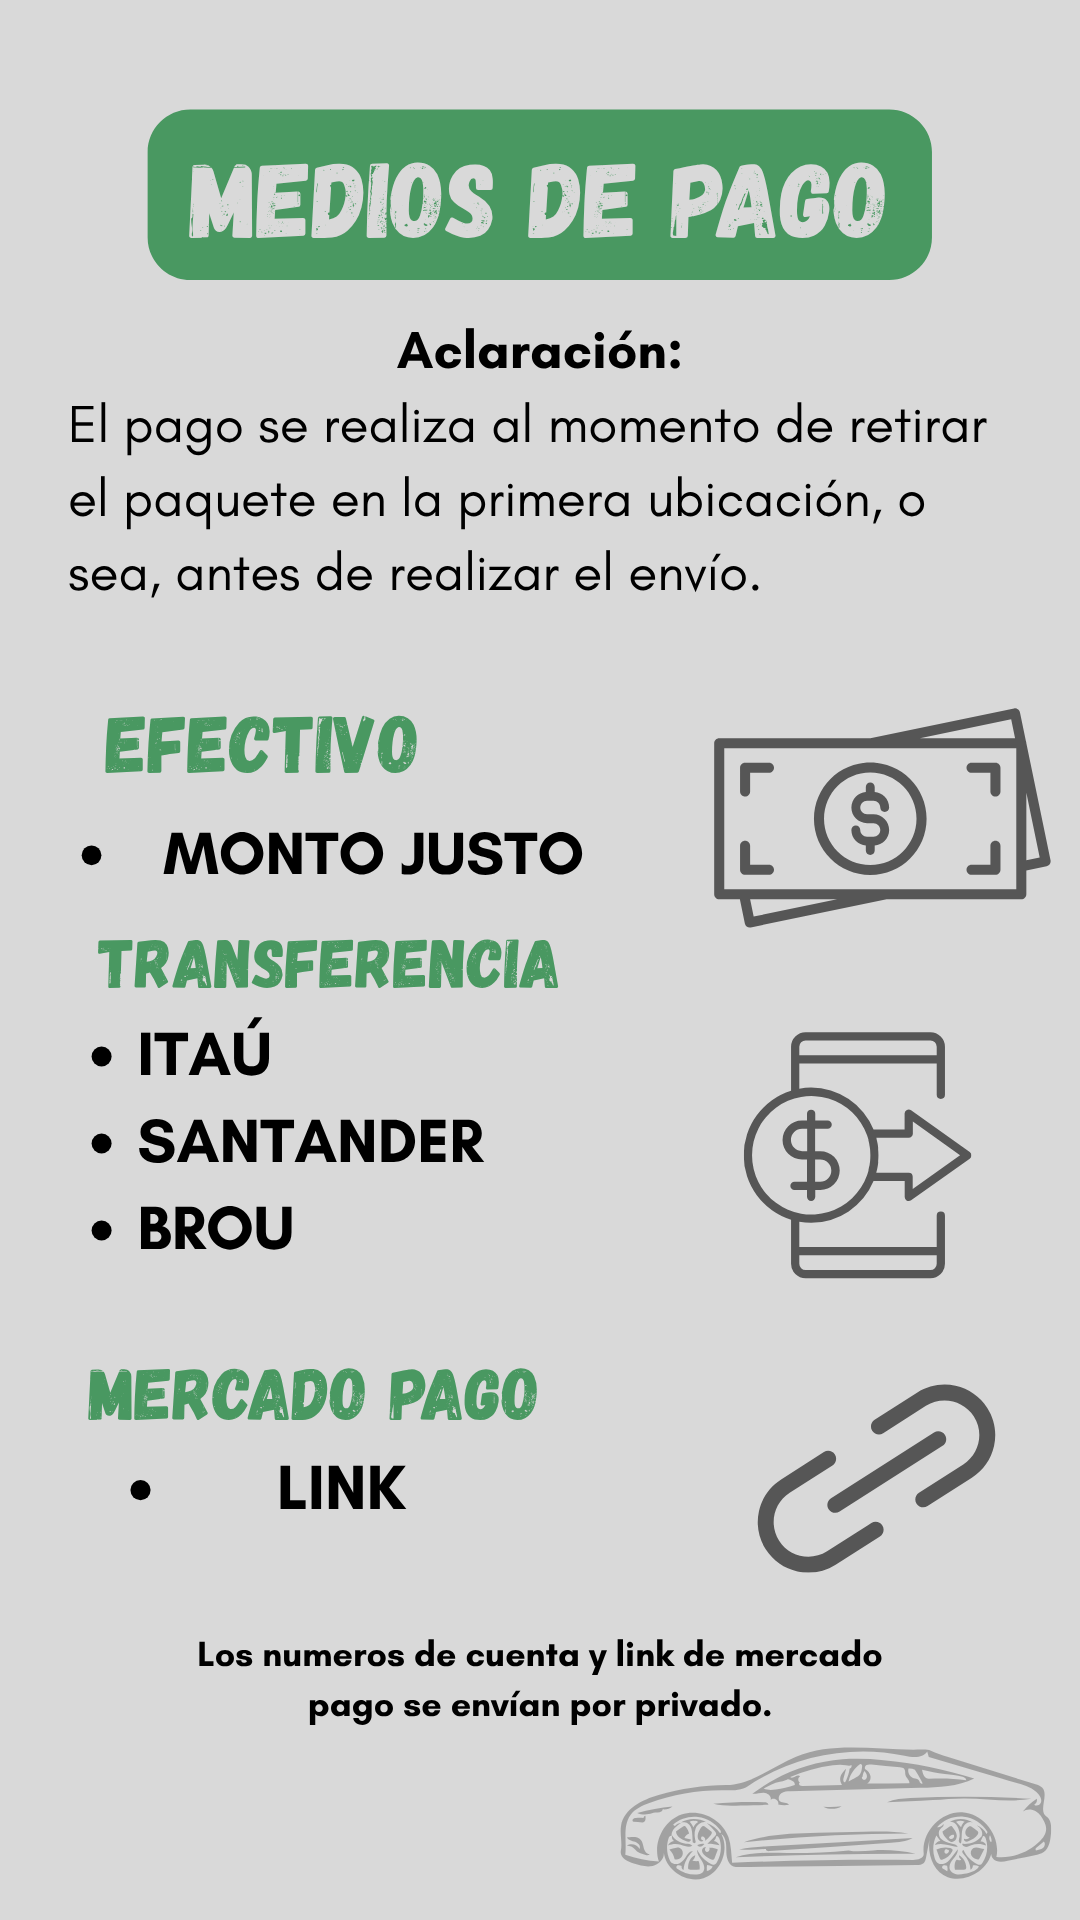 MEDIOS DE PAGO
Aclaración:
El pago se realiza al momento de retirar
el paquete en la primera ubicación, o
sea, antes de realizar el envío.
EFECTIVO
• MONTO JUSTO
TRANSFERENCIA
• ITAÚ
• SANTANDER
• BROU
MERCADO PAGO
• LINK
Los numeros de cuenta y link de mercado
pago se envían por privado.